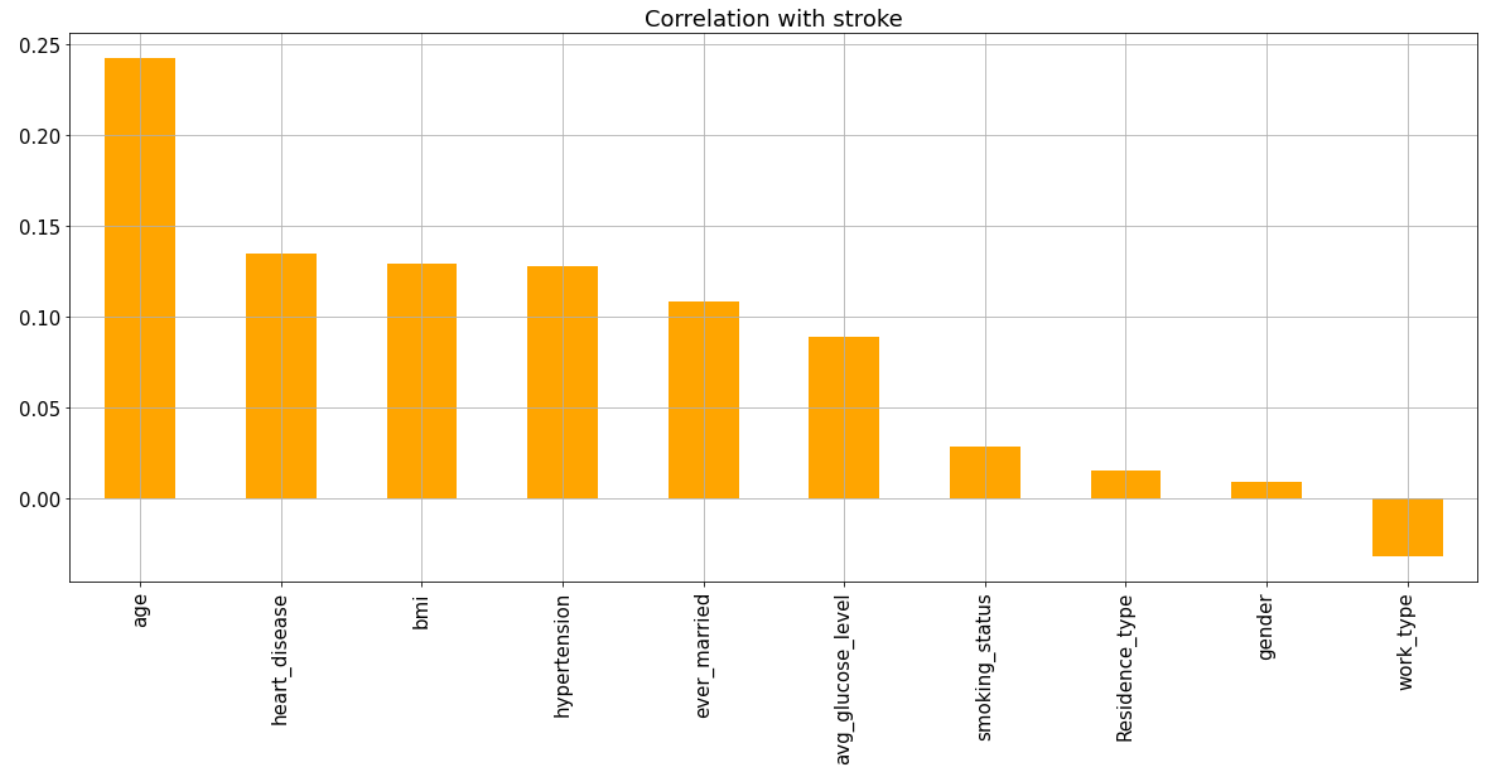 Correlation with stroke
0.25
0.20
0.15
0.10
0.05
0.00
age
heart_disease
bmi
hypertension
ever_married
avg_glucose_level
smoking_status
Residence_type
gender
work_type